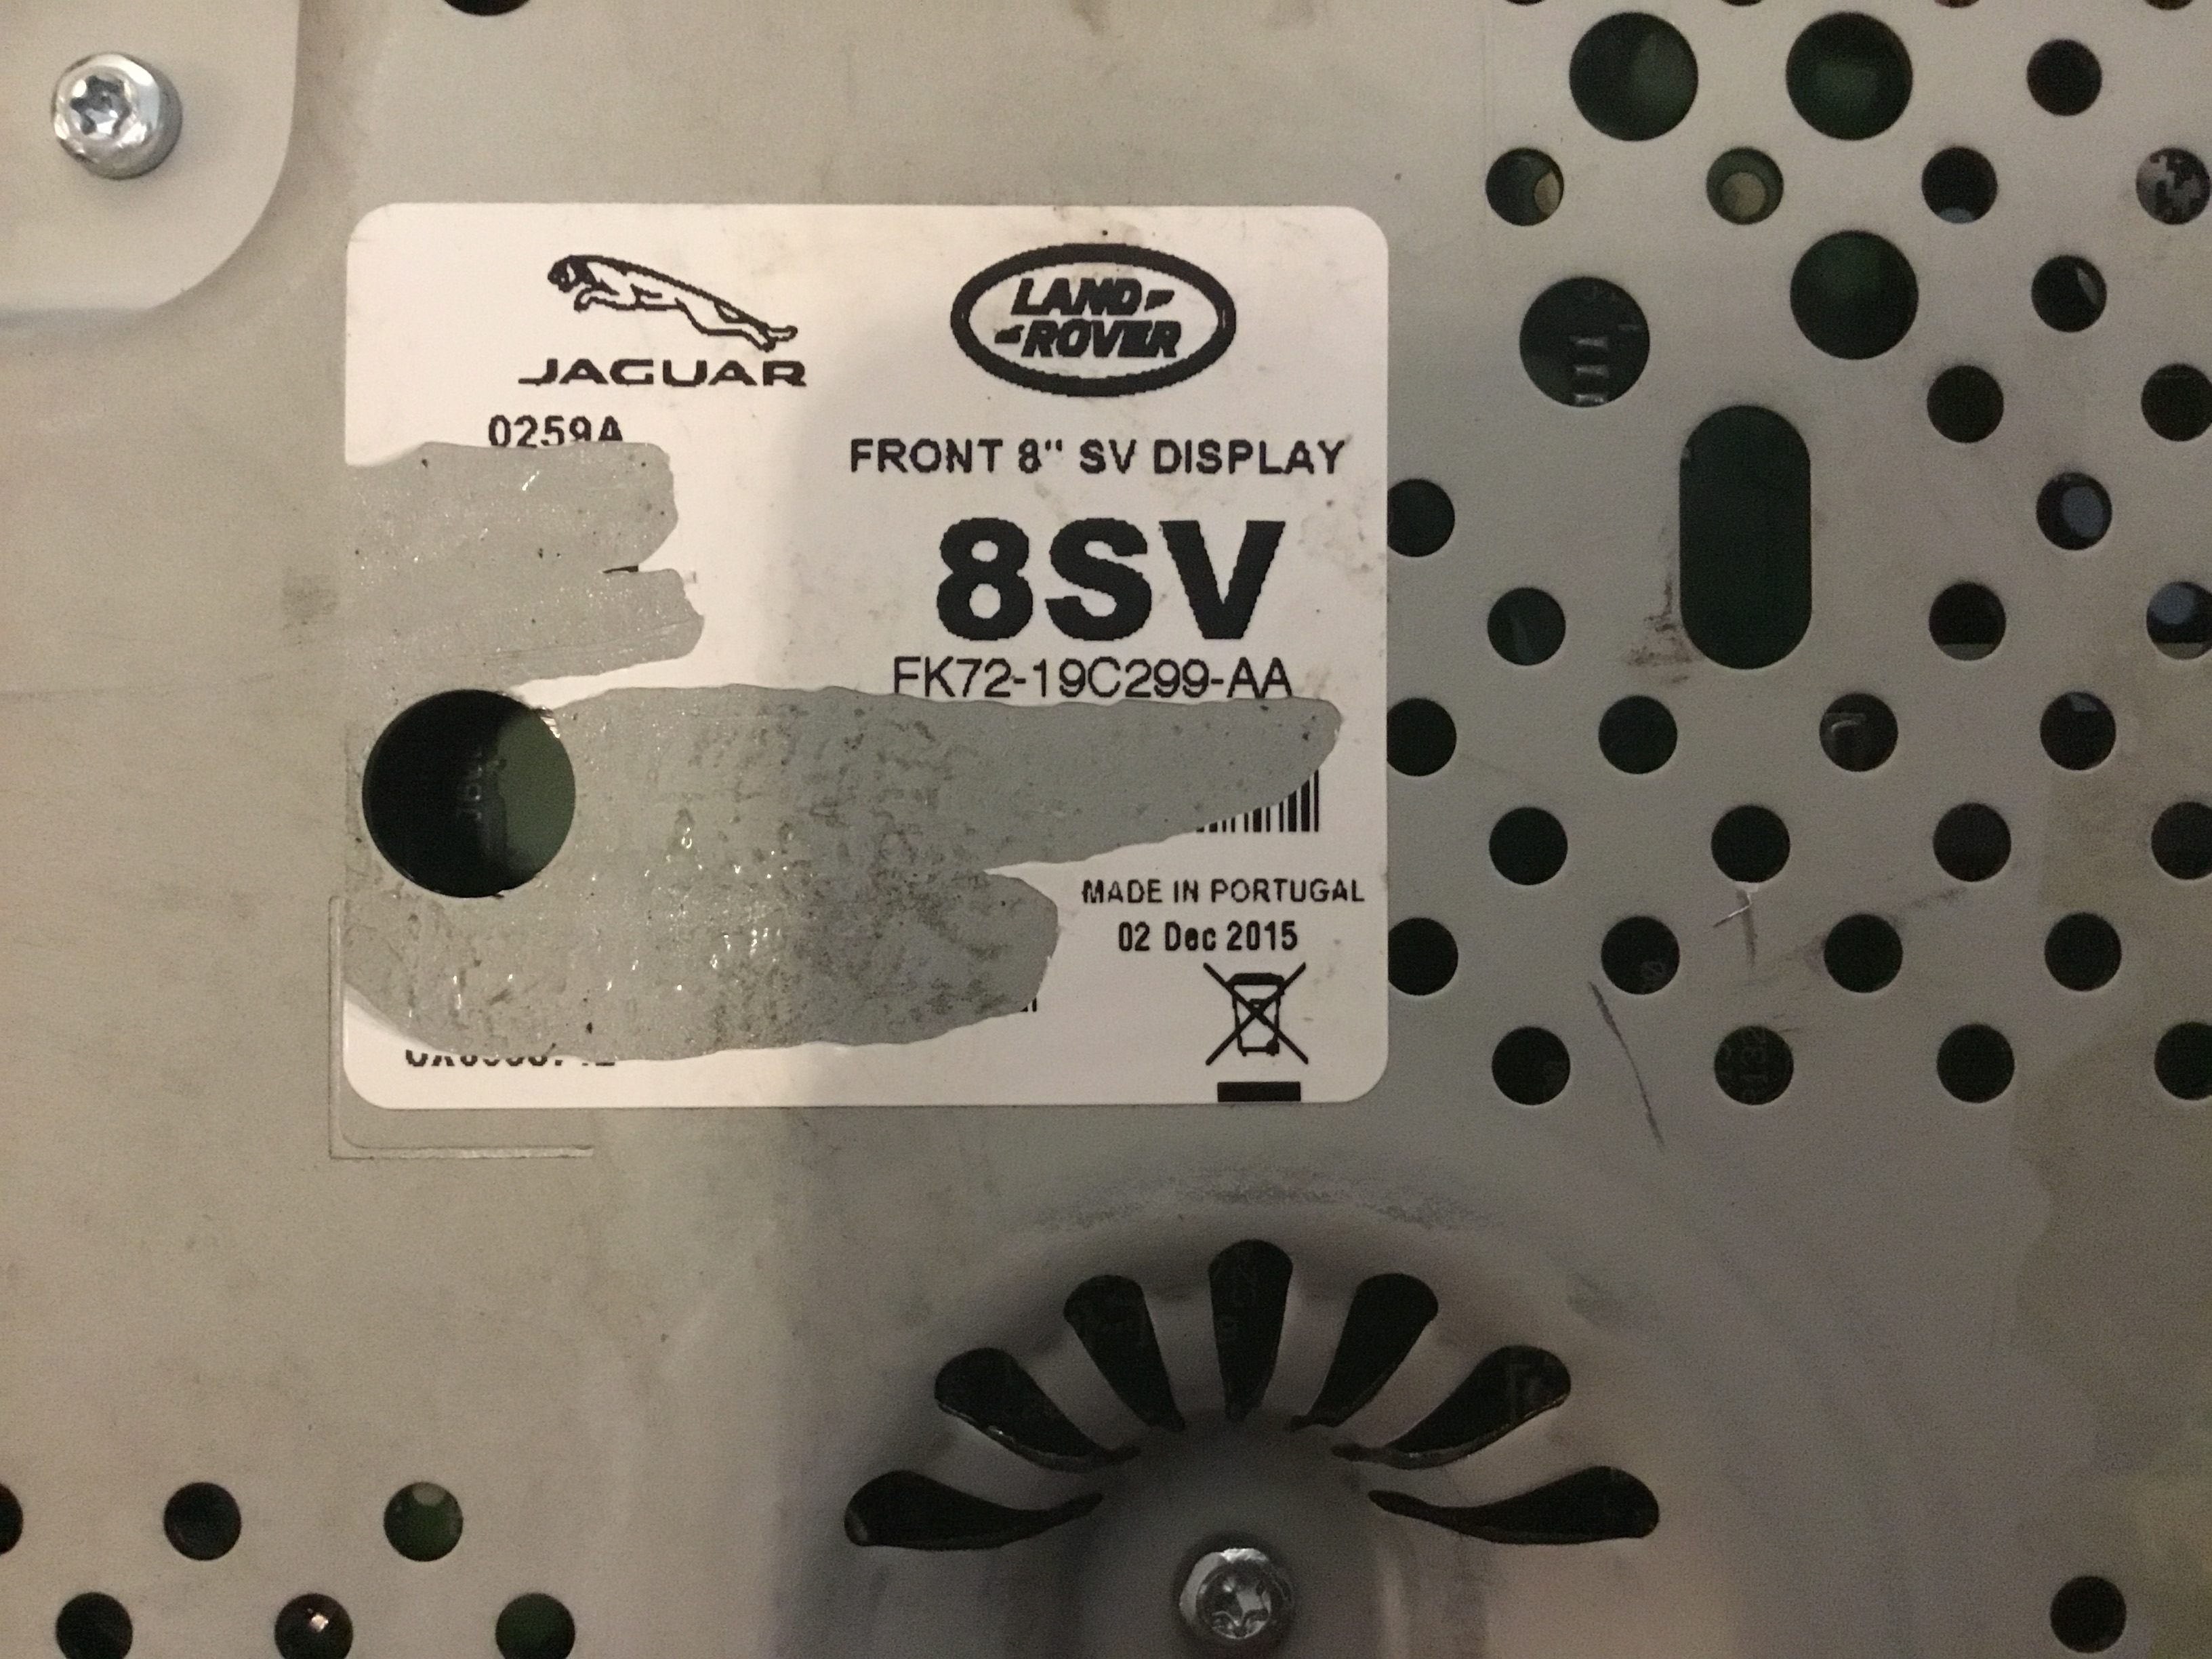 JAGUAR
LAND
ROVER
0259A
FRONT 8" SV DISPLAY
8SV
FK72-19C299-AA
MADE IN PORTUGAL
02 Dec 2015